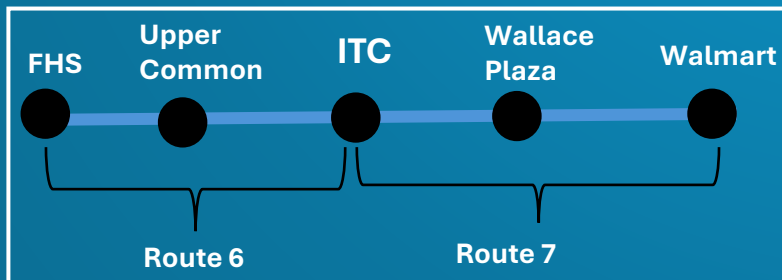 FHS
Upper
Common
ITC
Wallace
Plaza
Walmart
Route 6
Route 7